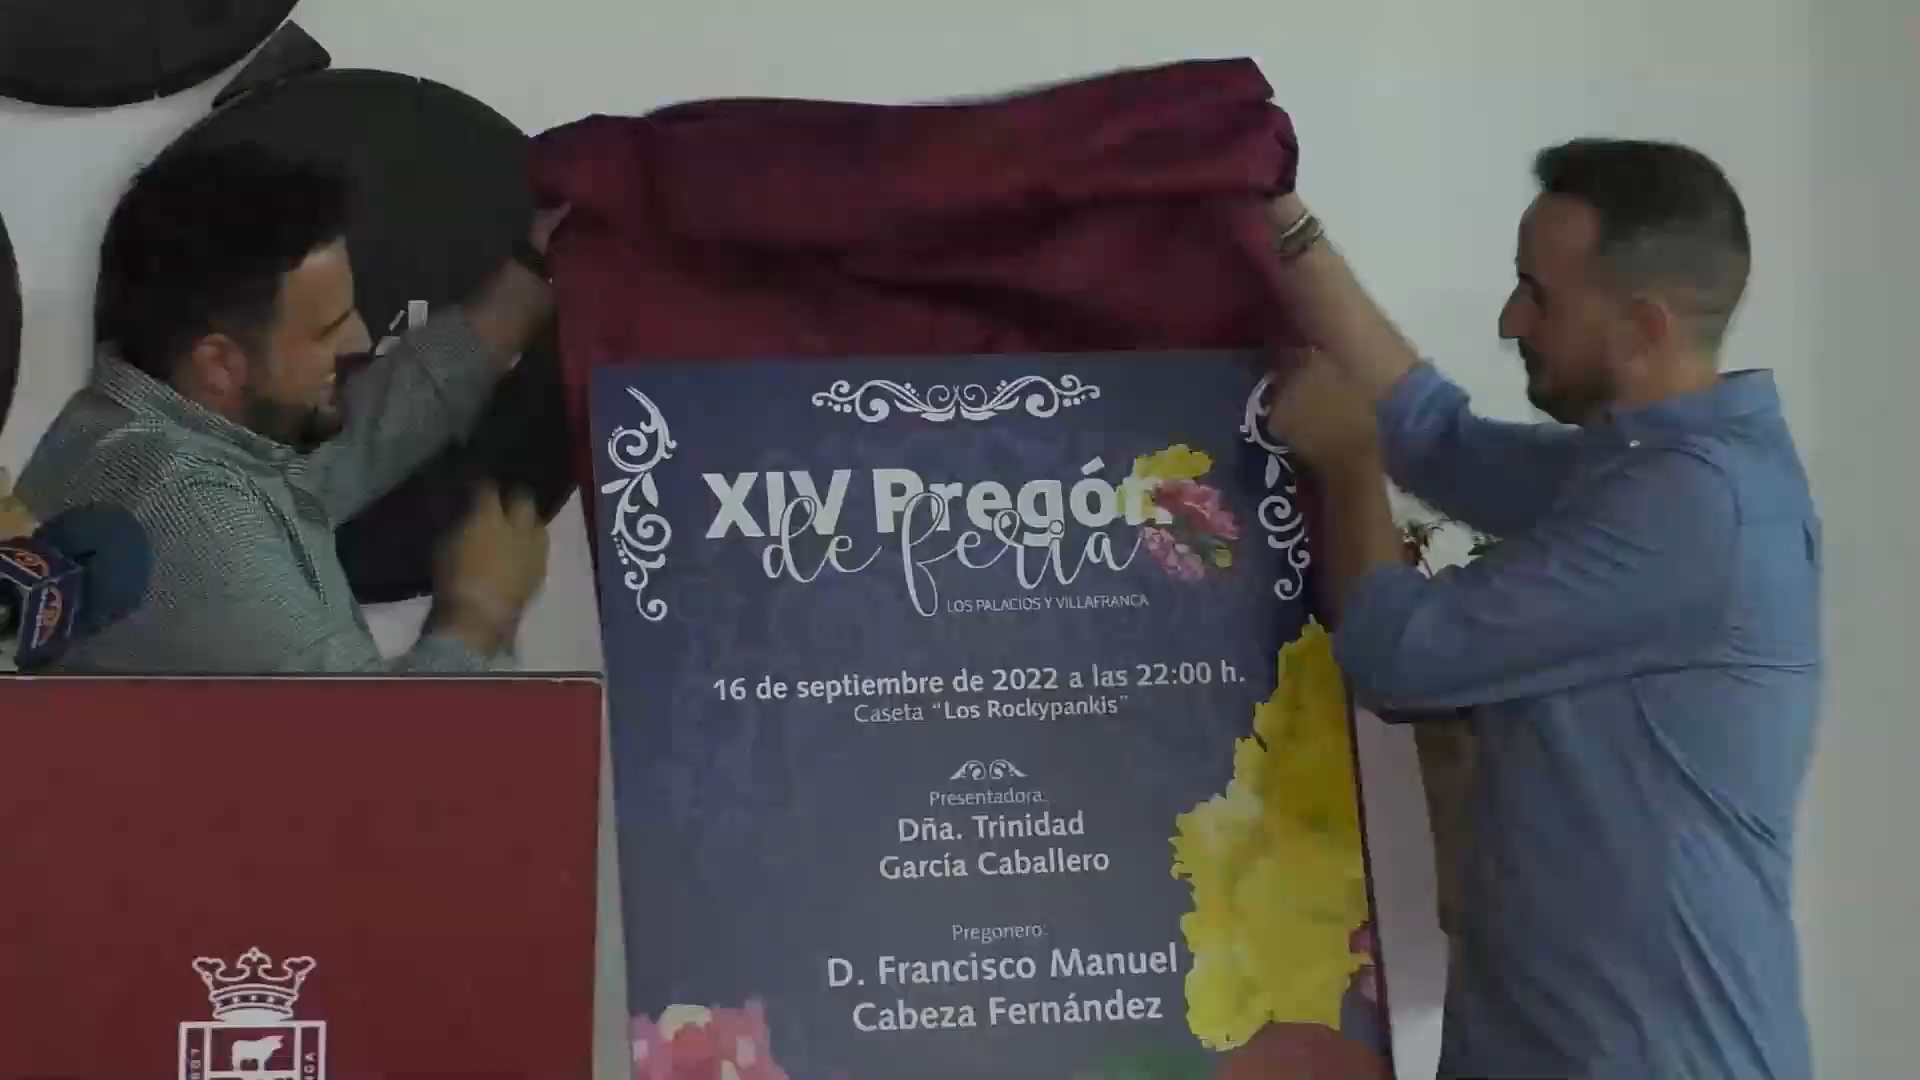 XIV Pregón
de feria
LOS PALACIOS Y VILLAFRANCA
16 de septiembre de 2022 a las 22:00 h.
Caseta "Los Rockypankis"
Presentadora:
Dña. Trinidad
García Caballero
Pregonero:
D. Francisco Manuel
Cabeza Fernández